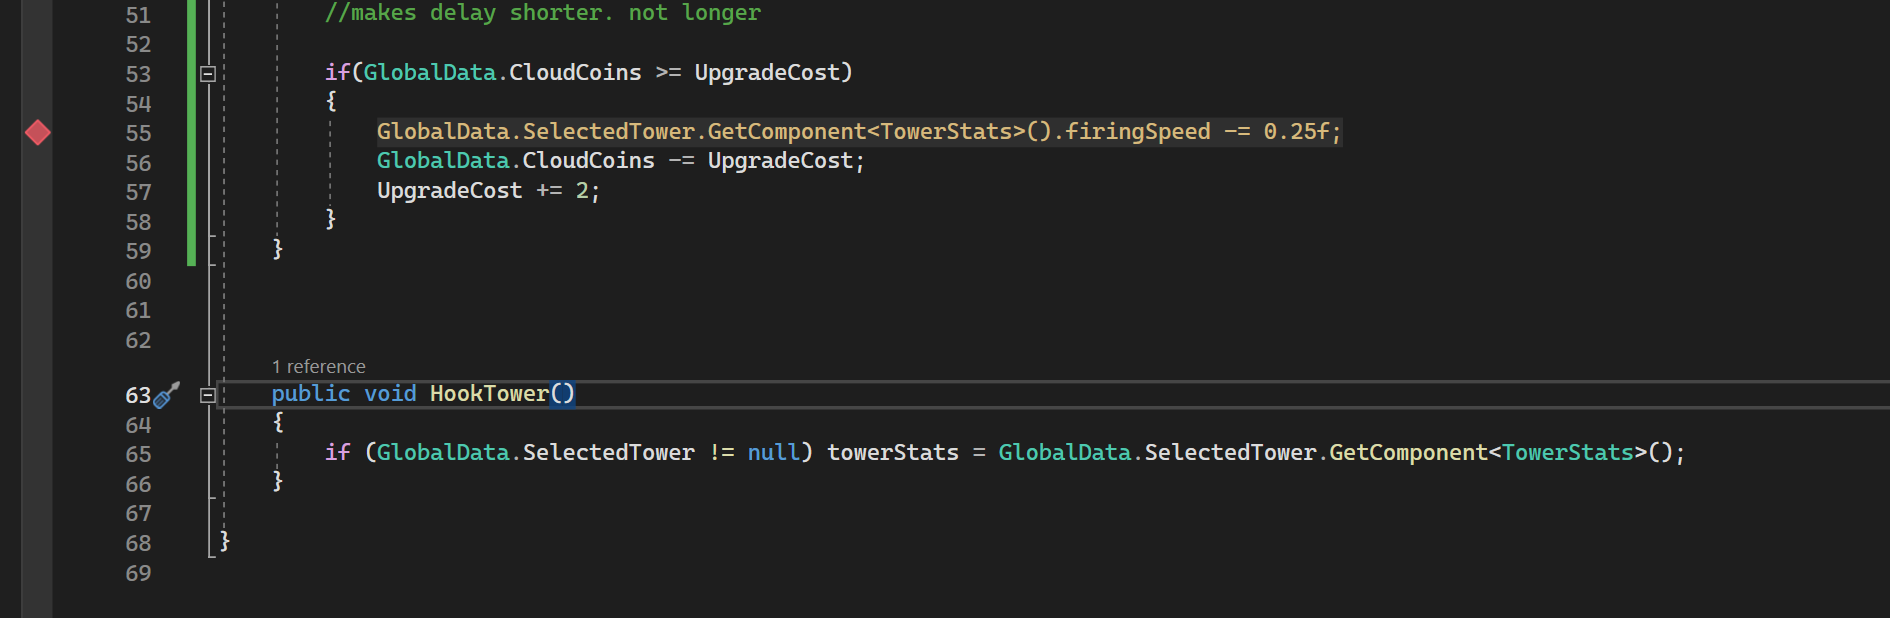 51 //makes delay shorter. not longer
52
53 if(GlobalData.CloudCoins >= UpgradeCost)
54 {
55 GlobalData.SelectedTower.GetComponent<TowerStats>().firingSpeed -= 0.25f;
56 GlobalData.CloudCoins -= UpgradeCost;
57 UpgradeCost += 2;
58 }
59 }
60
61
62
1 reference
63 public void HookTower()
64 {
65 if (GlobalData.SelectedTower != null) towerStats = GlobalData.SelectedTower.GetComponent<TowerStats>();
66 }
67
68 }
69